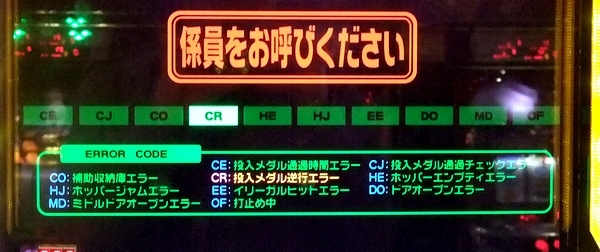 係員をお呼びください
CE CJ CO CR HE HJ EE DO MD OF
ERROR CODE
CE:投入メダル通過時間エラー CJ:投入メダル通過チェックエラー
CO:補助収納庫エラー CR:投入メダル逆行エラー HE:ホッパーエンプティエラー
HJ:ホッパージャムエラー EE:イリーガルヒットエラー DO:ドアオープンエラー
MD:ミドルドアオープンエラー OF:打止め中